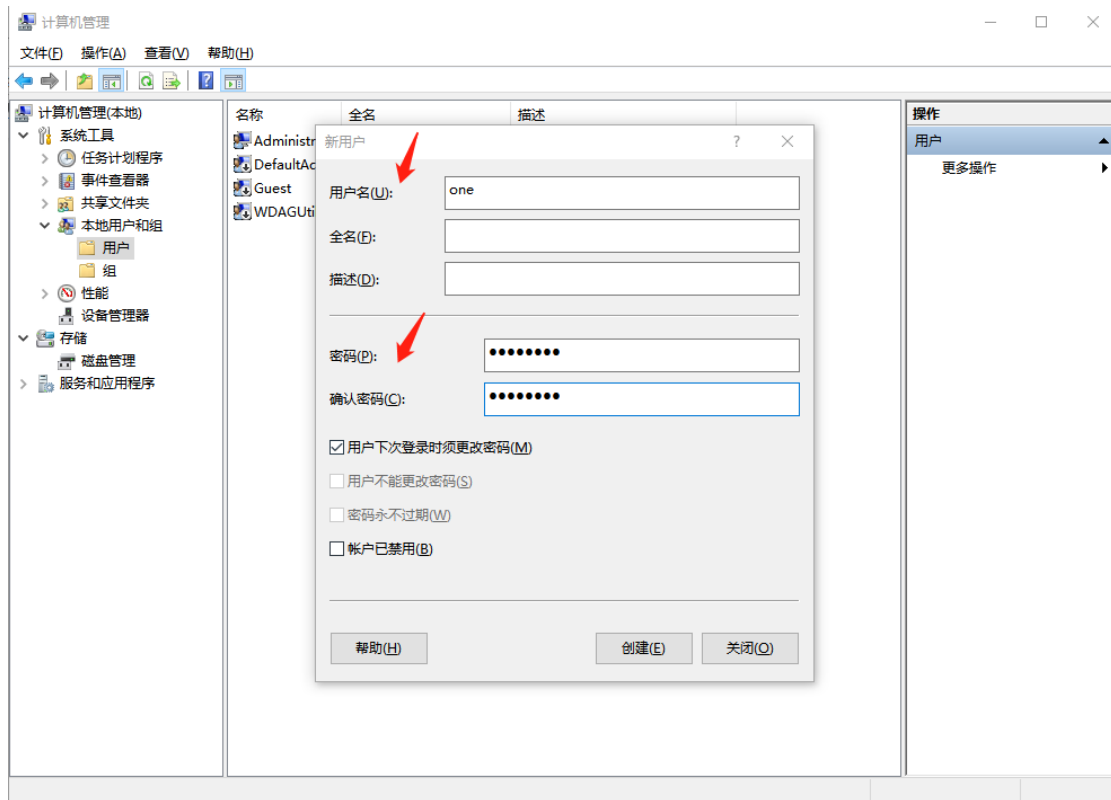 计算机管理
文件(F) 操作(A) 查看(V) 帮助(H)
计算机管理(本地)
系统工具
任务计划程序
事件查看器
共享文件夹
本地用户和组
用户
组
性能
设备管理器
存储
磁盘管理
服务和应用程序
名称 全名 描述
Administr
DefaultAc
Guest
WDAGUti
新用户
用户名(U): one
全名(F):
描述(D):
密码(P): ●●●●●●●●
确认密码(C): ●●●●●●●●
用户下次登录时须更改密码(M)
用户不能更改密码(S)
密码永不过期(W)
帐户已禁用(B)
帮助(H) 创建(E) 关闭(O)
操作
用户
更多操作